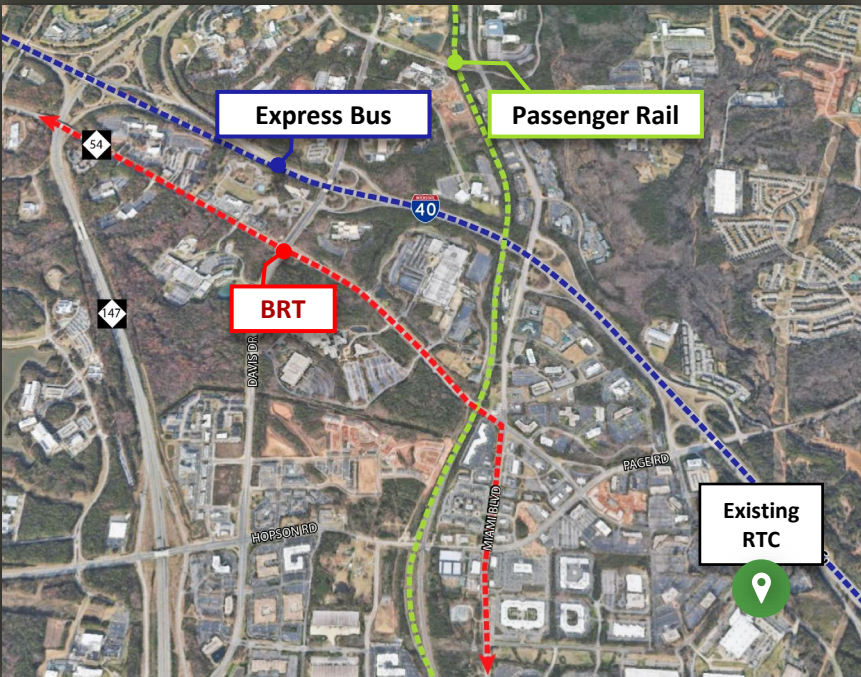 Express Bus
Passenger Rail
54
40
BRT
147
DAVIS DR
PAGE RD
Existing
RTC
MIAMI BLVD
HOPSON RD